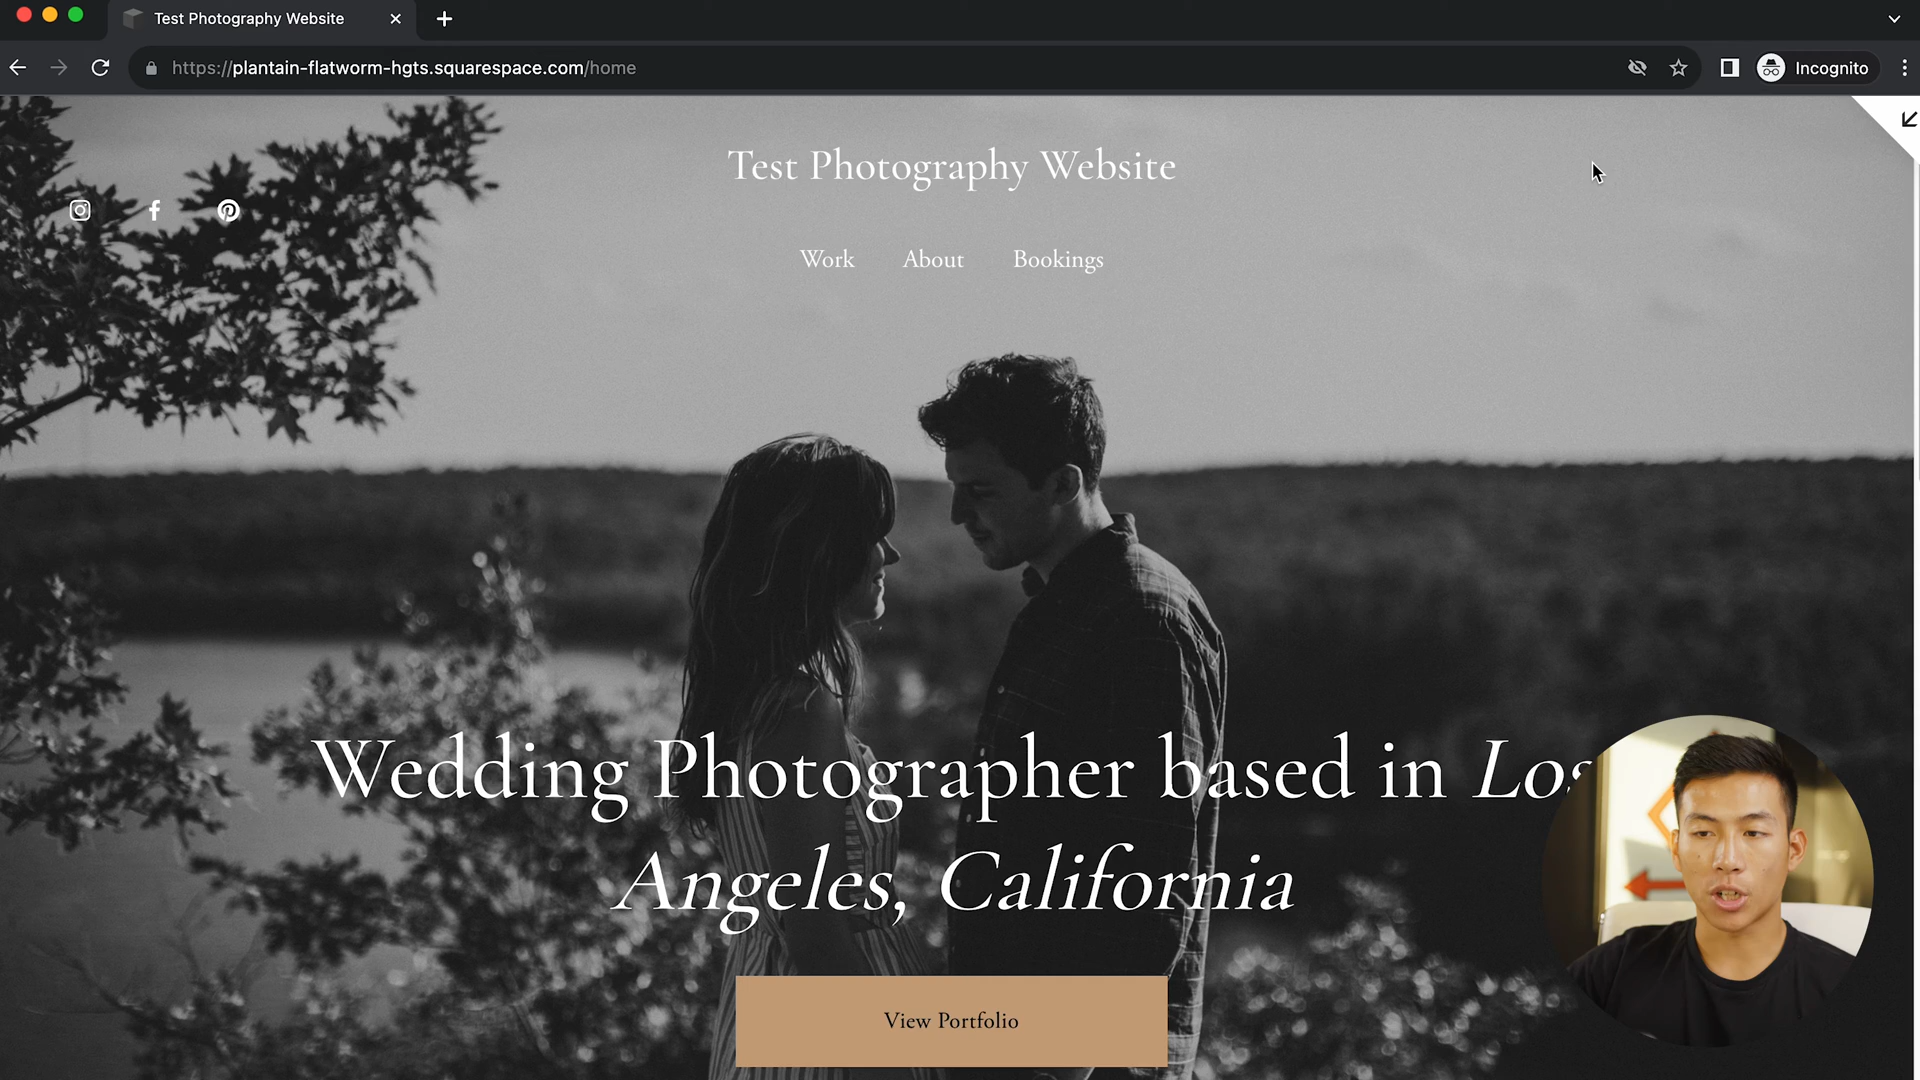 Test Photography Website
https://plantain-flatworm-hgts.squarespace.com/home
Incognito
Test Photography Website
Work About Bookings
Wedding Photographer based in Los
Angeles, California
View Portfolio